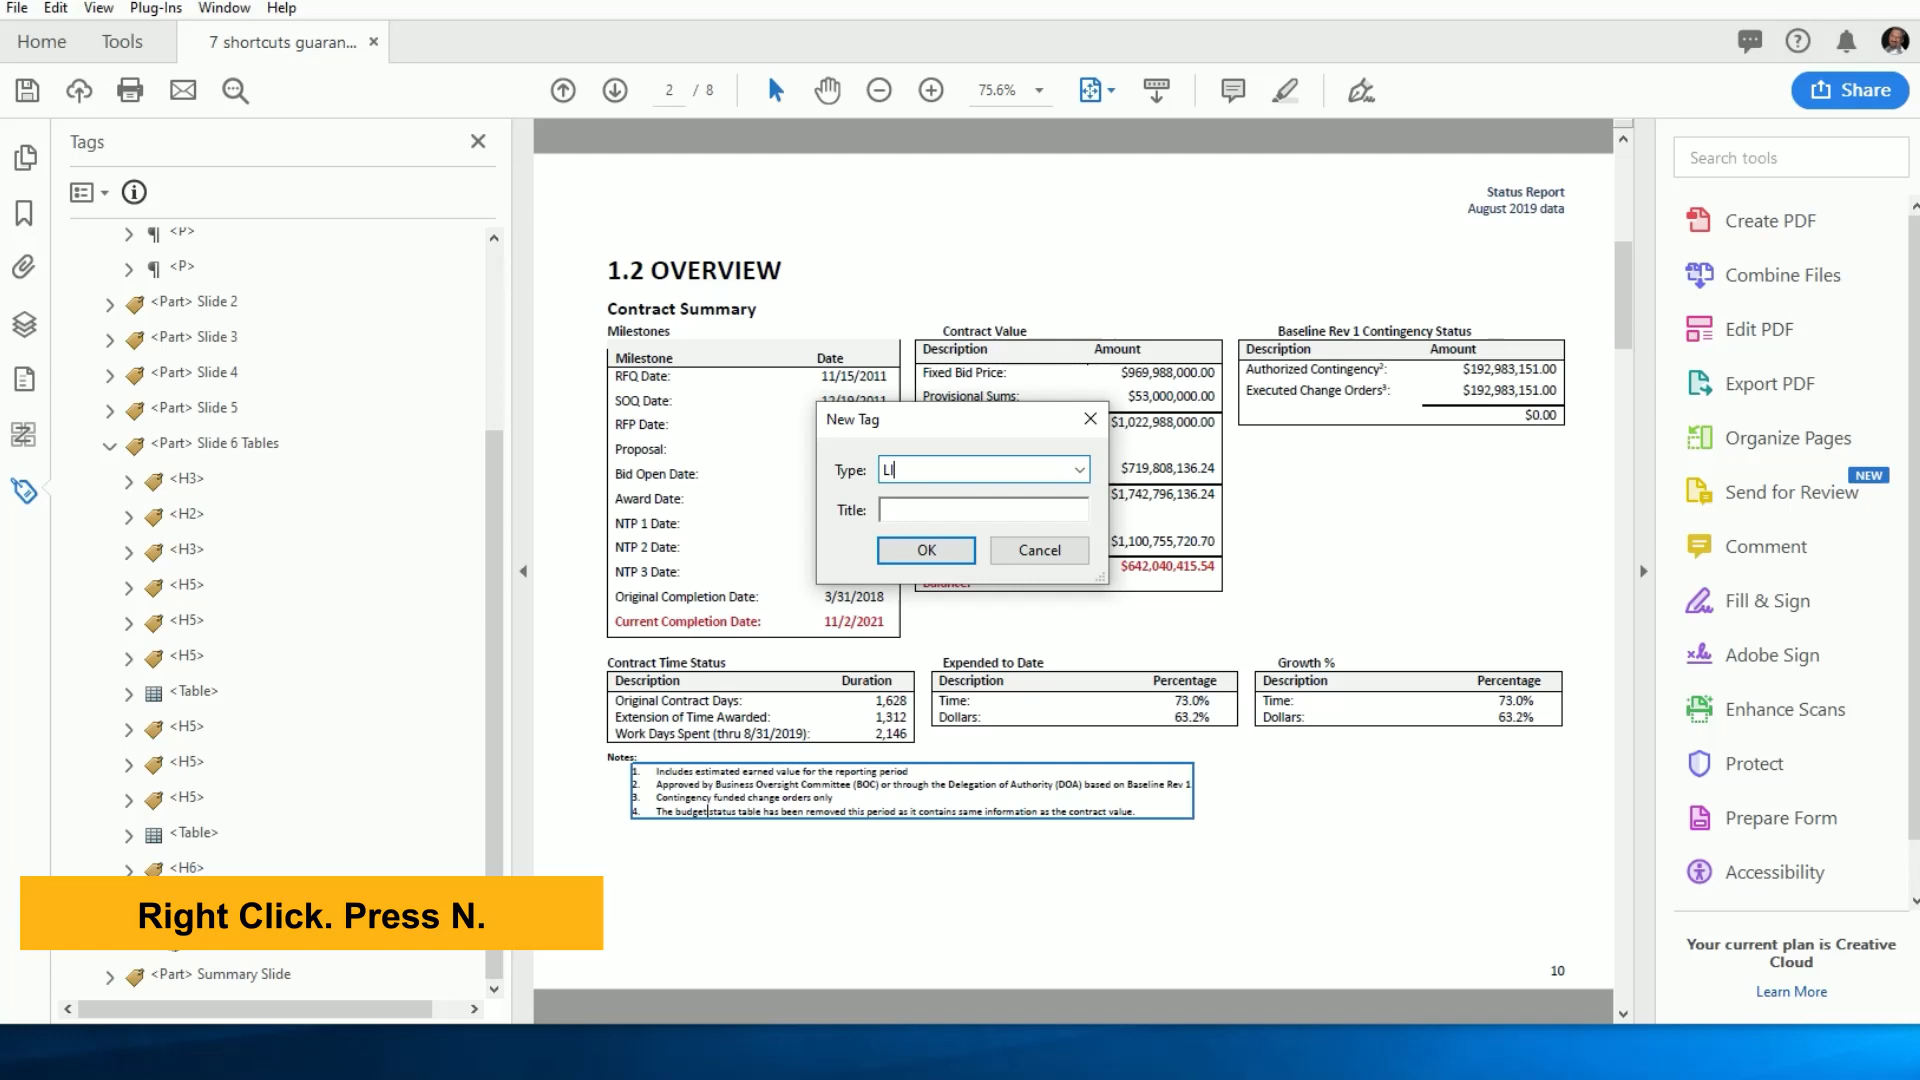 File Edit View Plug-Ins Window Help
Home Tools 7 shortcuts guaran... ×
2 / 8 75.6% Share
Tags
<P>
<P>
<Part> Slide 2
<Part> Slide 3
<Part> Slide 4
<Part> Slide 5
<Part> Slide 6 Tables
<H3>
<H2>
<H3>
<H5>
<H5>
<H5>
<Table>
<H5>
<H5>
<H5>
<Table>
<H6>
Right Click. Press N.
<Part> Summary Slide
Status Report
August 2019 data
1.2 OVERVIEW
Contract Summary
Milestones
Milestone Date
RFQ Date: 11/15/2011
SOQ Date: 12/19/2011
RFP Date:
Proposal:
Bid Open Date:
Award Date:
NTP 1 Date:
NTP 2 Date:
NTP 3 Date:
Original Completion Date: 3/31/2018
Current Completion Date: 11/2/2021
Contract Value
Description Amount
Fixed Bid Price: $969,988,000.00
Provisional Sums: $53,000,000.00
$1,022,988,000.00
$719,808,136.24
$1,742,796,136.24
$1,100,755,720.70
$642,040,415.54
Balance:
Baseline Rev 1 Contingency Status
Description Amount
Authorized Contingency²: $192,983,151.00
Executed Change Orders³: $192,983,151.00
$0.00
New Tag
Type: LI
Title:
OK Cancel
Contract Time Status
Description Duration
Original Contract Days: 1,628
Extension of Time Awarded: 1,312
Work Days Spent (thru 8/31/2019): 2,146
Expended to Date
Description Percentage
Time: 73.0%
Dollars: 63.2%
Growth %
Description Percentage
Time: 73.0%
Dollars: 63.2%
Notes:
1. Includes estimated earned value for the reporting period
2. Approved by Business Oversight Committee (BOC) or through the Delegation of Authority (DOA) based on Baseline Rev 1
3. Contingency funded change orders only
4. The budget status table has been removed this period as it contains same information as the contract value.
10
Search tools
Create PDF
Combine Files
Edit PDF
Export PDF
Organize Pages
NEW
Send for Review
Comment
Fill & Sign
Adobe Sign
Enhance Scans
Protect
Prepare Form
Accessibility
Your current plan is Creative
Cloud
Learn More